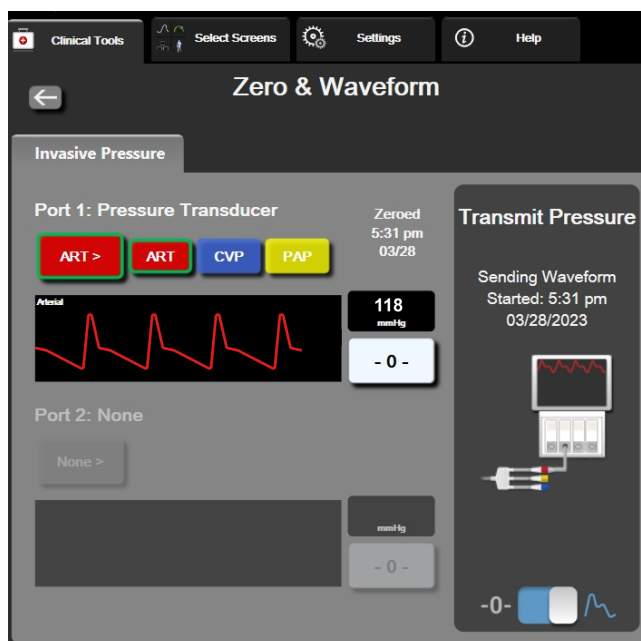 Clinical Tools
Select Screens
Settings
Help
Zero & Waveform
Invasive Pressure
Port 1: Pressure Transducer
Zeroed
5:31 pm
03/28
ART >
ART
CVP
PAP
Arterial
118
mmHg
- 0 -
Port 2: None
None >
mmHg
- 0 -
Transmit Pressure
Sending Waveform
Started: 5:31 pm
03/28/2023
-0-